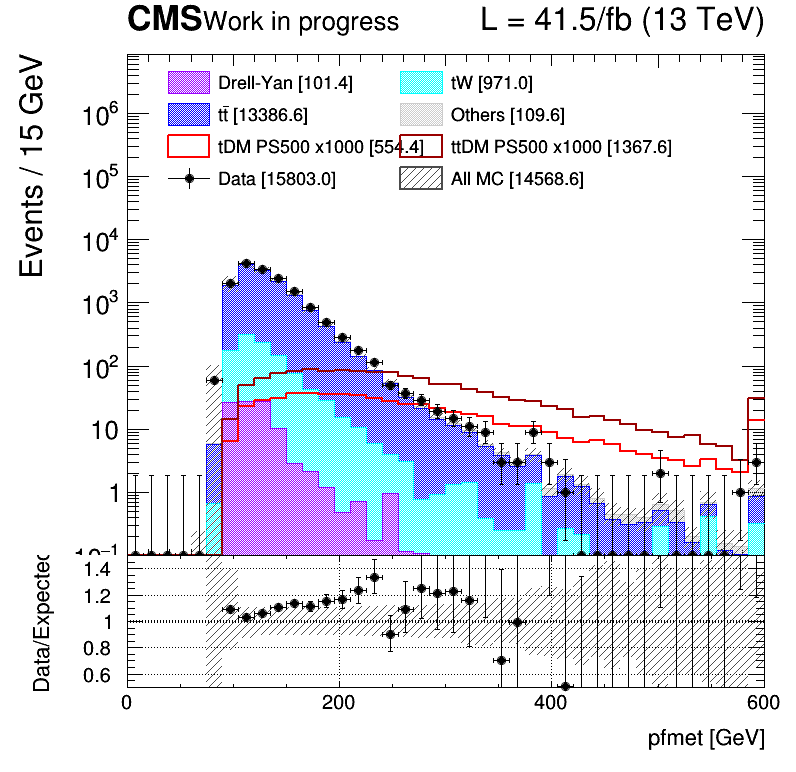 CMS Work in progress L = 41.5/fb (13 TeV)
Events / 15 GeV
Drell-Yan [101.4] tW [971.0]
tt̄ [13386.6] Others [109.6]
tDM PS500 x1000 [554.4] ttDM PS500 x1000 [1367.6]
Data [15803.0] All MC [14568.6]
10⁶
10⁵
10⁴
10³
10²
10
1
10⁻¹
Data/Expected
1.4
1.2
1
0.8
0.6
0 200 400 600
pfmet [GeV]